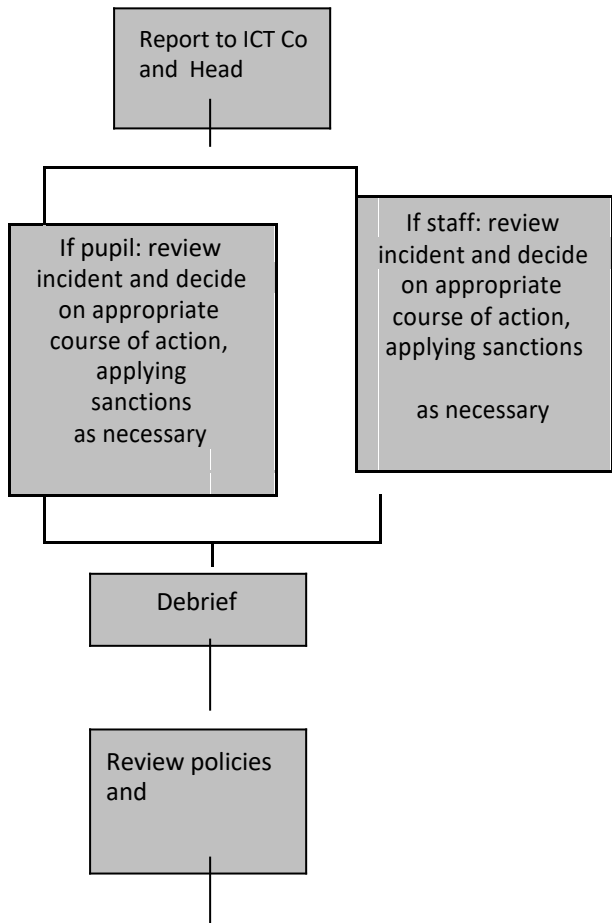 Report to ICT Co
and Head
If pupil: review
incident and decide
on appropriate
course of action,
applying
sanctions
as necessary
If staff: review
incident and decide
on appropriate
course of action,
applying sanctions
as necessary
Debrief
Review policies
and